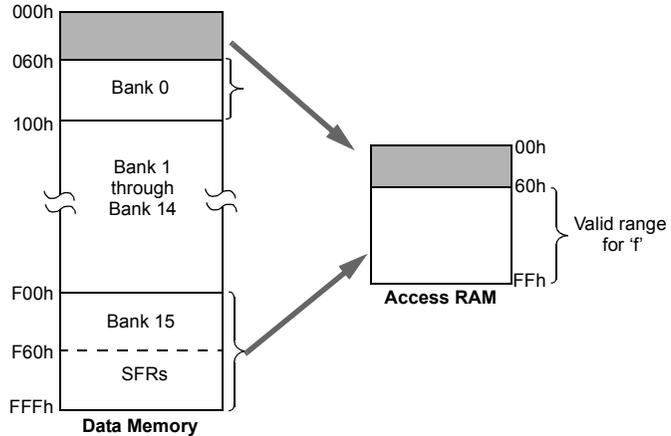 000h
060h
Bank 0
100h
Bank 1
through
Bank 14
F00h
Bank 15
F60h
SFRs
FFFh
Data Memory
00h
60h
Valid range
for ‘f’
FFh
Access RAM